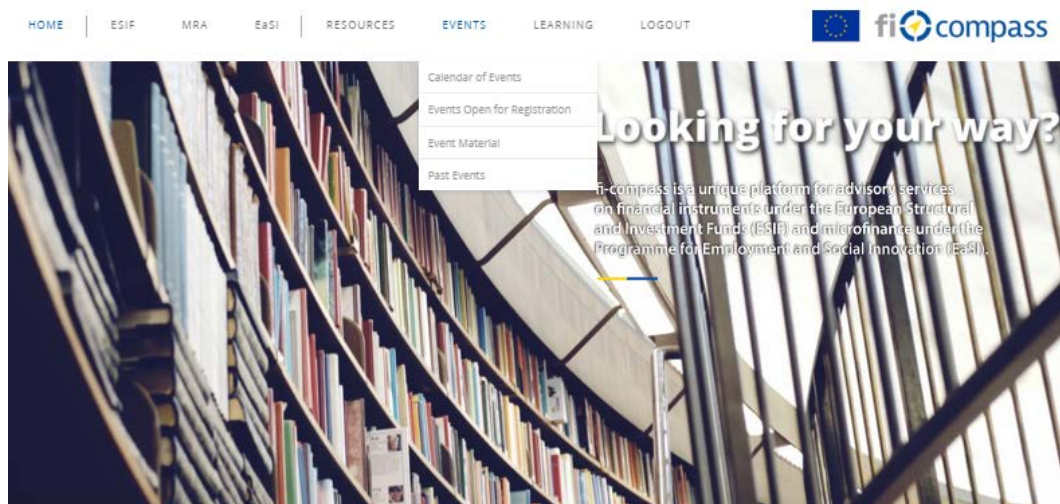 HOME ESIF MRA EaSI RESOURCES EVENTS LEARNING LOGOUT
fi compass
Calendar of Events
Events Open for Registration
Event Material
Past Events
Looking for your way?
fi-compass is a unique platform for advisory services
on financial instruments under the European Structural
and Investment Funds (ESIF) and microfinance under the
Programme for Employment and Social Innovation (EaSI).